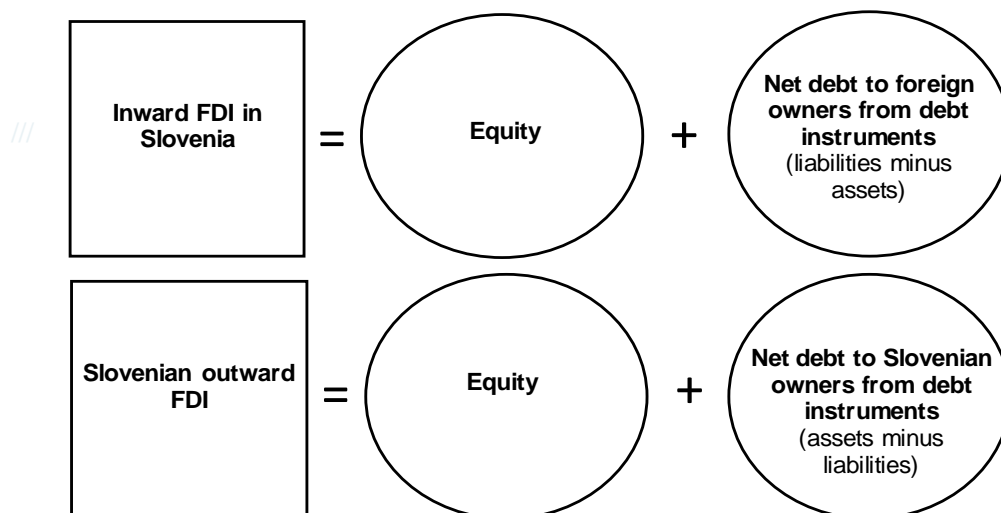 Inward FDI in
Slovenia
=
Equity
+
Net debt to foreign
owners from debt
instruments
(liabilities minus
assets)
///
Slovenian outward
FDI
=
Equity
+
Net debt to Slovenian
owners from debt
instruments
(assets minus
liabilities)